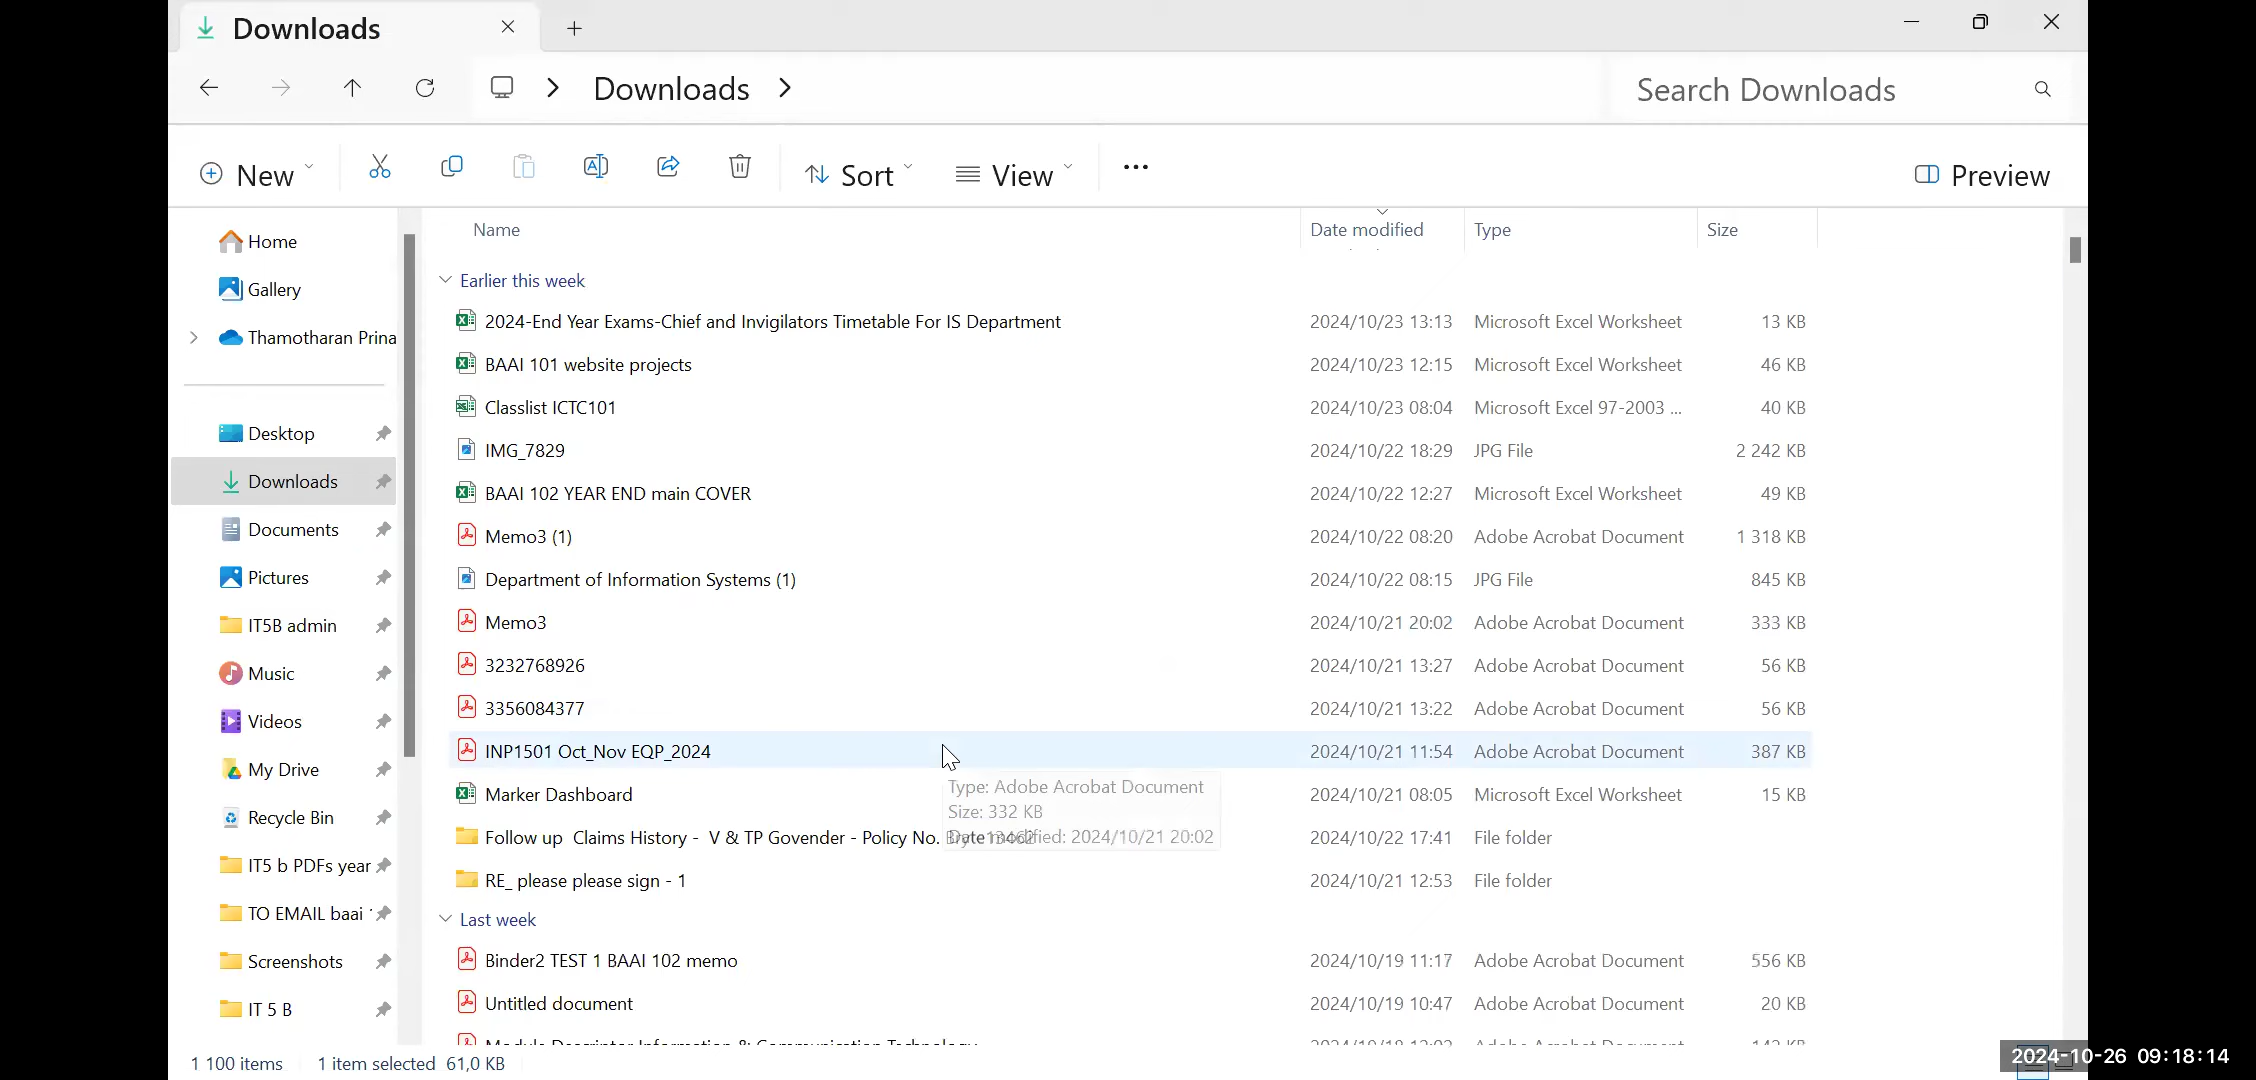 Downloads
Downloads
Search Downloads
New
Sort
View
Preview
Name Date modified Type Size
Home
Gallery
Thamotharan Prina
Desktop
Downloads
Documents
Pictures
IT5B admin
Music
Videos
My Drive
Recycle Bin
IT5 b PDFs year
TO EMAIL baai
Screenshots
IT 5 B
Earlier this week
2024-End Year Exams-Chief and Invigilators Timetable For IS Department 2024/10/23 13:13 Microsoft Excel Worksheet 13 KB
BAAI 101 website projects 2024/10/23 12:15 Microsoft Excel Worksheet 46 KB
Classlist ICTC101 2024/10/23 08:04 Microsoft Excel 97-2003 ... 40 KB
IMG_7829 2024/10/22 18:29 JPG File 2 242 KB
BAAI 102 YEAR END main COVER 2024/10/22 12:27 Microsoft Excel Worksheet 49 KB
Memo3 (1) 2024/10/22 08:20 Adobe Acrobat Document 1 318 KB
Department of Information Systems (1) 2024/10/22 08:15 JPG File 845 KB
Memo3 2024/10/21 20:02 Adobe Acrobat Document 333 KB
3232768926 2024/10/21 13:27 Adobe Acrobat Document 56 KB
3356084377 2024/10/21 13:22 Adobe Acrobat Document 56 KB
INP1501 Oct_Nov EQP_2024 2024/10/21 11:54 Adobe Acrobat Document 387 KB
Type: Adobe Acrobat Document
Marker Dashboard 2024/10/21 08:05 Microsoft Excel Worksheet 15 KB
Size: 332 KB
Follow up Claims History - V & TP Govender - Policy No. 2024/10/22 17:41 File folder
Date modified: 2024/10/21 20:02
RE_ please please sign - 1 2024/10/21 12:53 File folder
Last week
Binder2 TEST 1 BAAI 102 memo 2024/10/19 11:17 Adobe Acrobat Document 556 KB
Untitled document 2024/10/19 10:47 Adobe Acrobat Document 20 KB
1 100 items 1 item selected 61,0 KB
2024-10-26 09:18:14